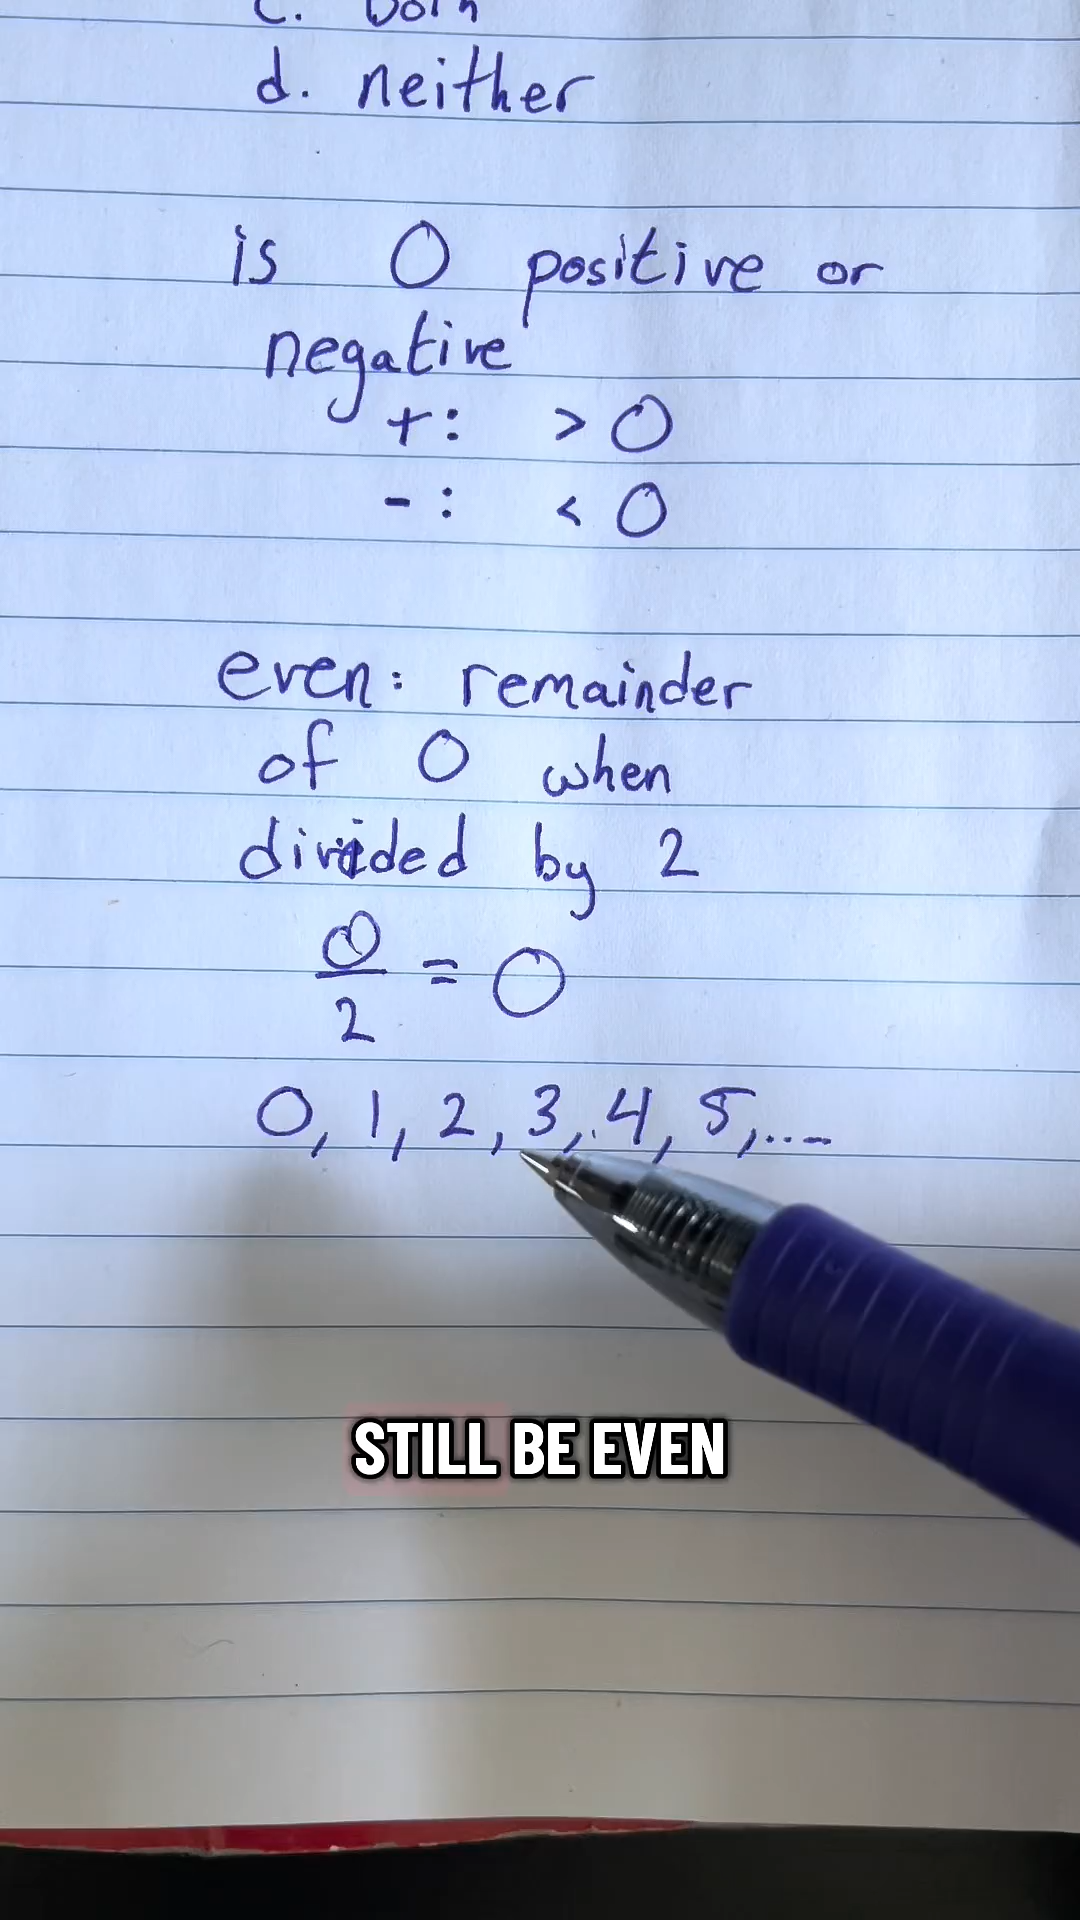 c. both
d. neither
is 0 positive or
negative
+: > 0
- : < 0
even: remainder
of 0 when
divided by 2
0
2
= 0
0, 1, 2, 3, 4, 5, ....
STILL BE EVEN